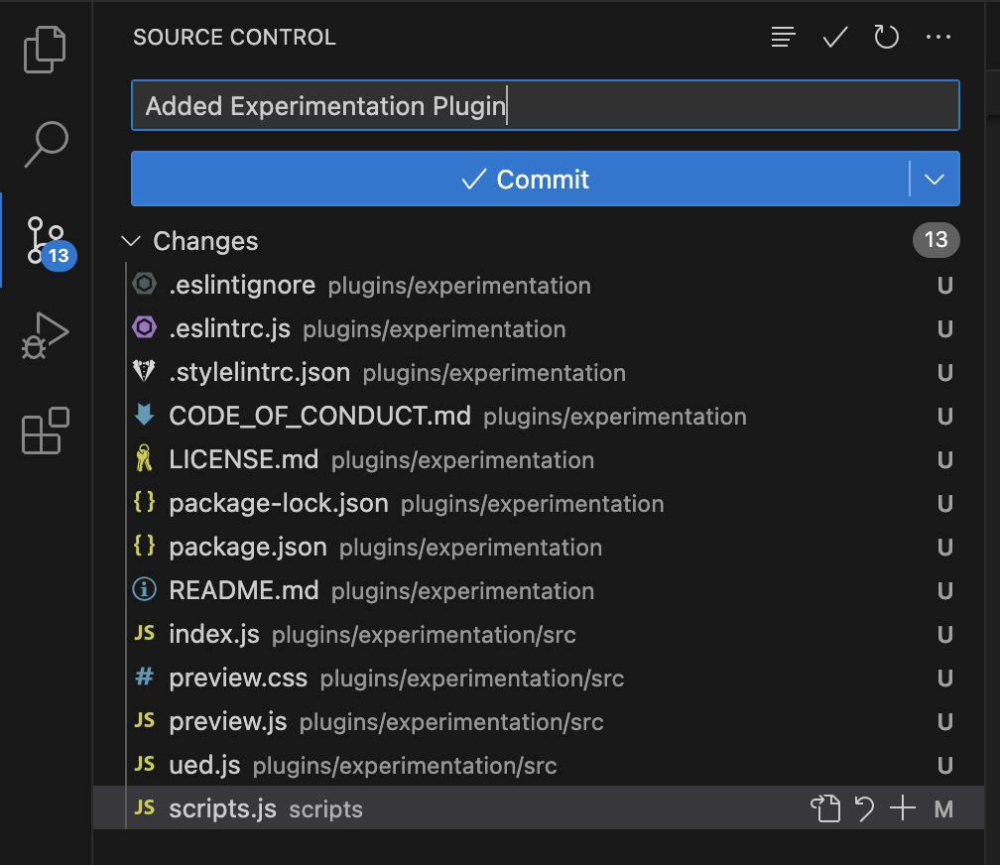 SOURCE CONTROL
Added Experimentation Plugin
Commit
13
Changes 13
.eslintignore plugins/experimentation U
.eslintrc.js plugins/experimentation U
.stylelintrc.json plugins/experimentation U
CODE_OF_CONDUCT.md plugins/experimentation U
LICENSE.md plugins/experimentation U
{} package-lock.json plugins/experimentation U
{} package.json plugins/experimentation U
README.md plugins/experimentation U
JS index.js plugins/experimentation/src U
# preview.css plugins/experimentation/src U
JS preview.js plugins/experimentation/src U
JS ued.js plugins/experimentation/src U
JS scripts.js scripts M